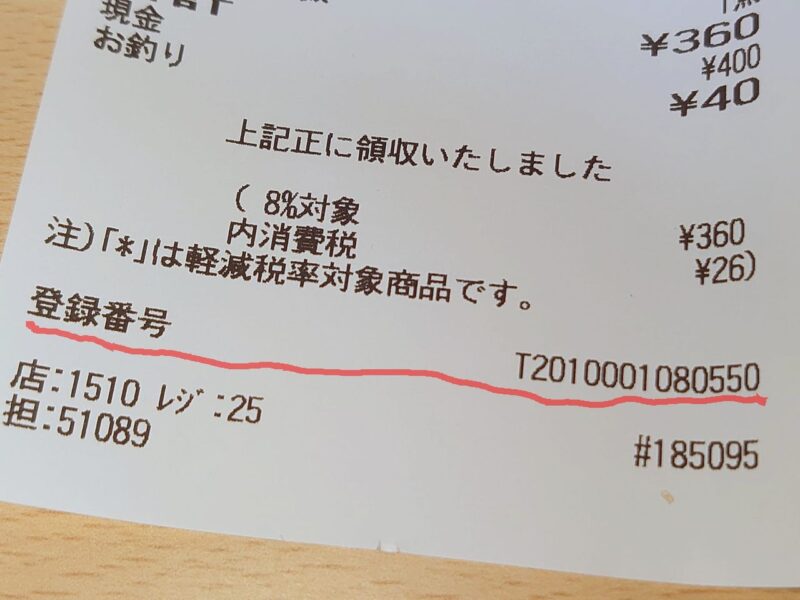 ¥360
現金 ¥400
お釣り ¥40
上記正に領収いたしました
( 8%対象 ¥360
内消費税 ¥26)
注)「*」は軽減税率対象商品です。
登録番号 T2010001080550
店:1510 レジ:25
担:51089 #185095